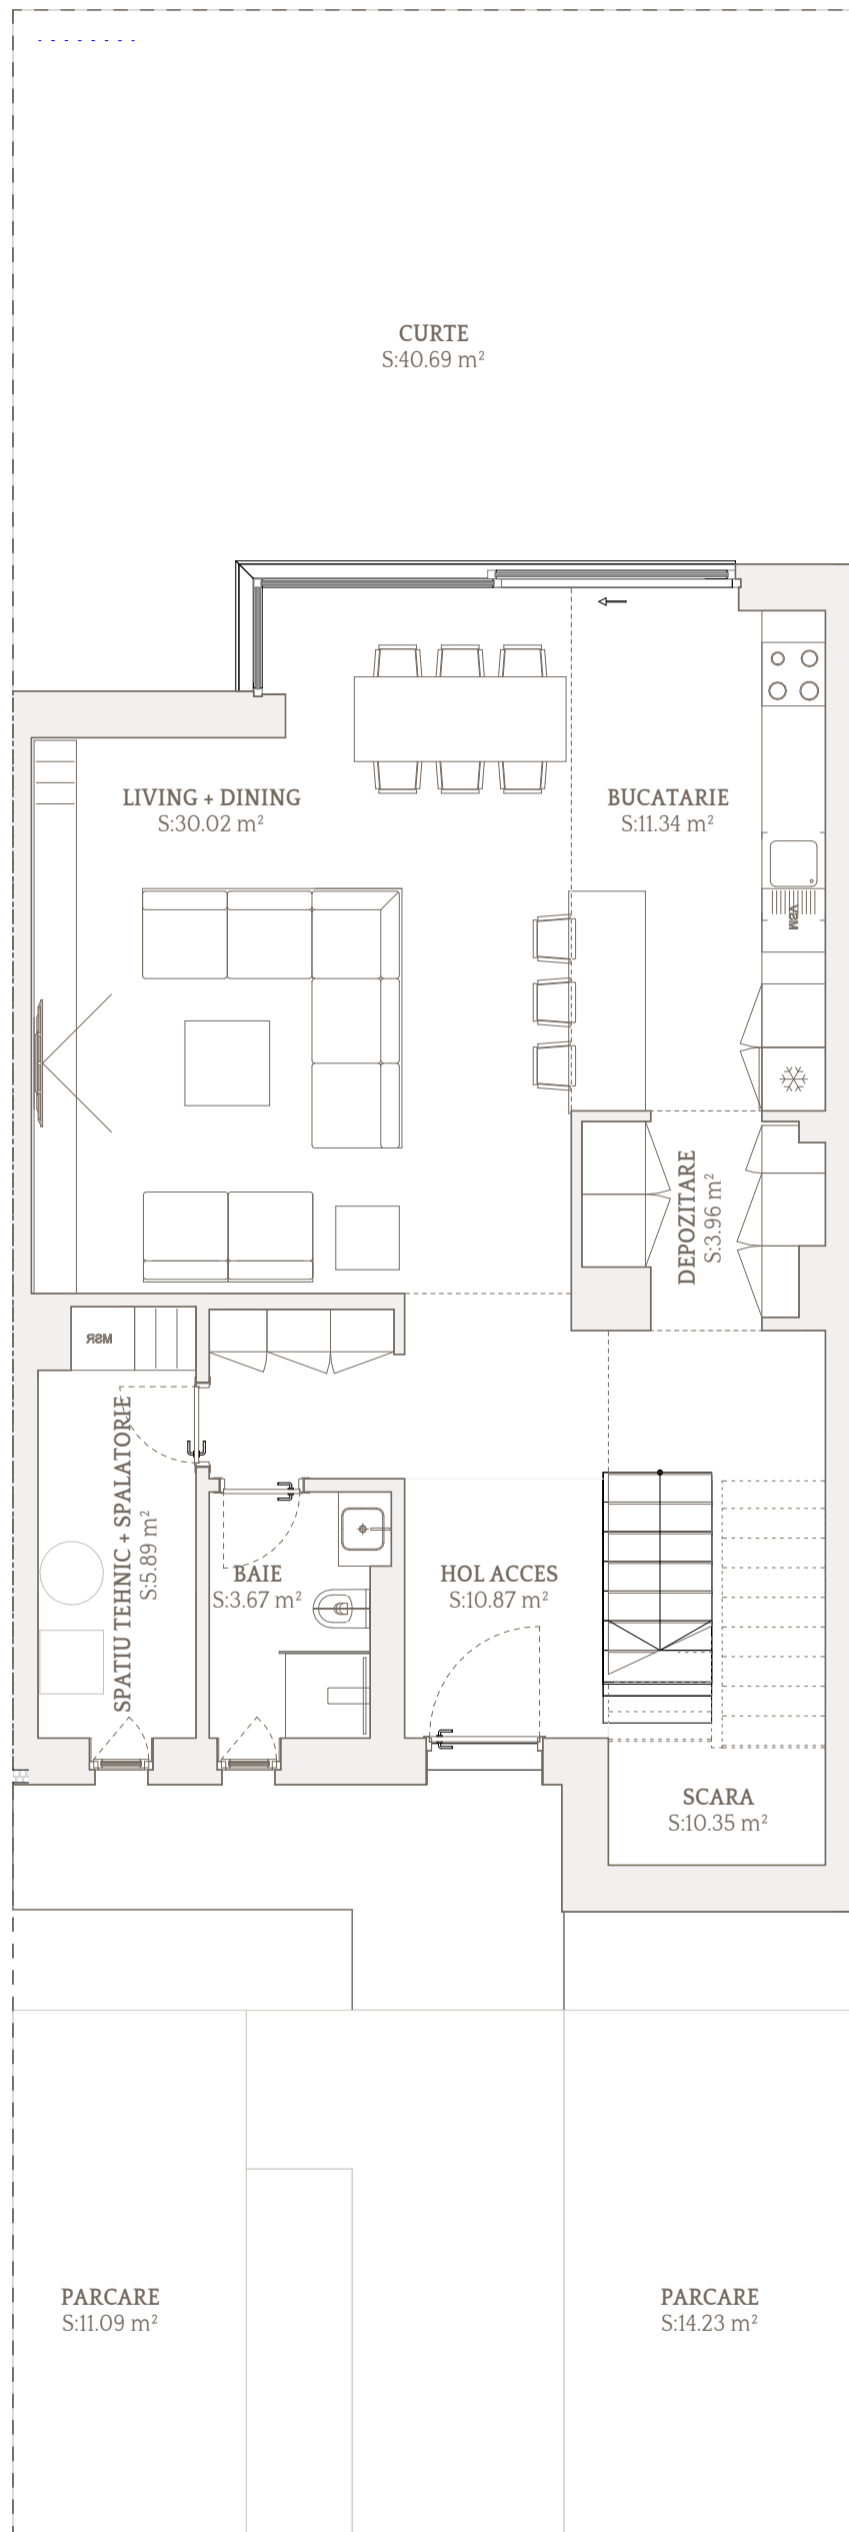 CURTE
S:40.69 m²
LIVING + DINING
S:30.02 m²
BUCATARIE
S:11.34 m²
VSM
DEPOZITARE
S:3.96 m²
MSR
SPATIU TEHNIC + SPALATORIE
S:5.89 m²
BAIE
S:3.67 m²
HOL ACCES
S:10.87 m²
SCARA
S:10.35 m²
PARCARE
S:11.09 m²
PARCARE
S:14.23 m²